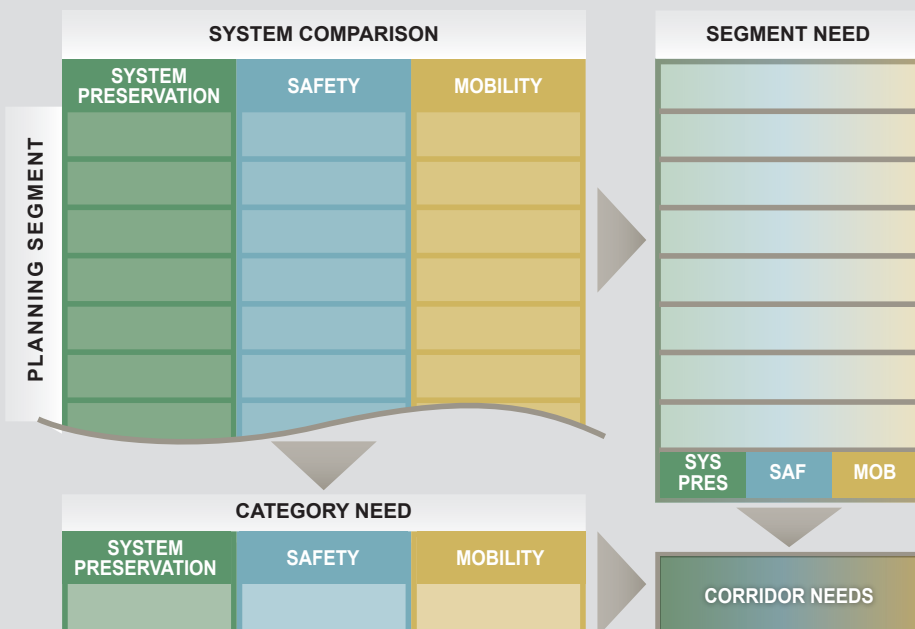 SYSTEM COMPARISON
SYSTEM
PRESERVATION
SAFETY
MOBILITY
PLANNING SEGMENT
SEGMENT NEED
SYS
PRES
SAF
MOB
CATEGORY NEED
SYSTEM
PRESERVATION
SAFETY
MOBILITY
CORRIDOR NEEDS